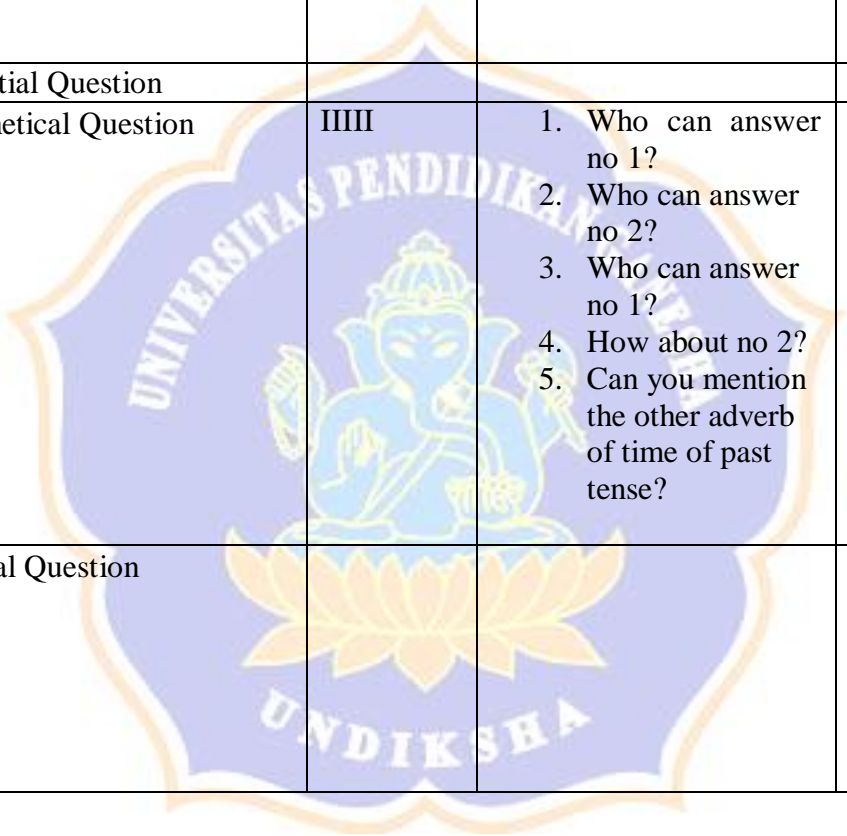 tial Question
netical Question IIIII 1. Who can answer
no 1?
2. Who can answer
no 2?
3. Who can answer
no 1?
4. How about no 2?
5. Can you mention
the other adverb
of time of past
tense?
al Question
UNIVERSITAS PENDIDIKAN GANESHA
UNDIKSHA